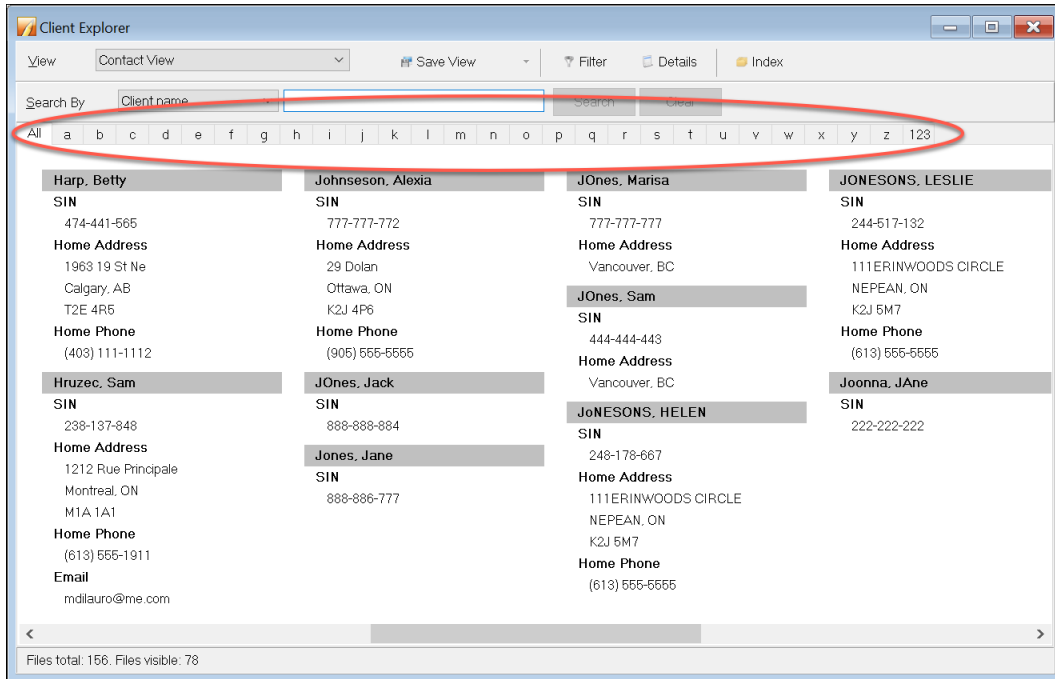 Client Explorer
View Contact View Save View Filter Details Index
Search By Client name Search Clear
All a b c d e f g h i j k l m n o p q r s t u v w x y z 123
Harp, Betty
SIN
474-441-565
Home Address
1963 19 St Ne
Calgary, AB
T2E 4R5
Home Phone
(403) 111-1112
Hruzec, Sam
SIN
238-137-848
Home Address
1212 Rue Principale
Montreal, ON
M1A 1A1
Home Phone
(613) 555-1911
Email
mdilauro@me.com
Johnseson, Alexia
SIN
777-777-772
Home Address
29 Dolan
Ottawa, ON
K2J 4P6
Home Phone
(905) 555-5555
JOnes, Jack
SIN
888-888-884
Jones, Jane
SIN
888-886-777
JOnes, Marisa
SIN
777-777-777
Home Address
Vancouver, BC
JOnes, Sam
SIN
444-444-443
Home Address
Vancouver, BC
JoNESONS, HELEN
SIN
248-178-667
Home Address
111ERINWOODS CIRCLE
NEPEAN, ON
K2J 5M7
Home Phone
(613) 555-5555
JONESONS, LESLIE
SIN
244-517-132
Home Address
111ERINWOODS CIRCLE
NEPEAN, ON
K2J 5M7
Home Phone
(613) 555-5555
Joonna, JAne
SIN
222-222-222
Files total: 156. Files visible: 78